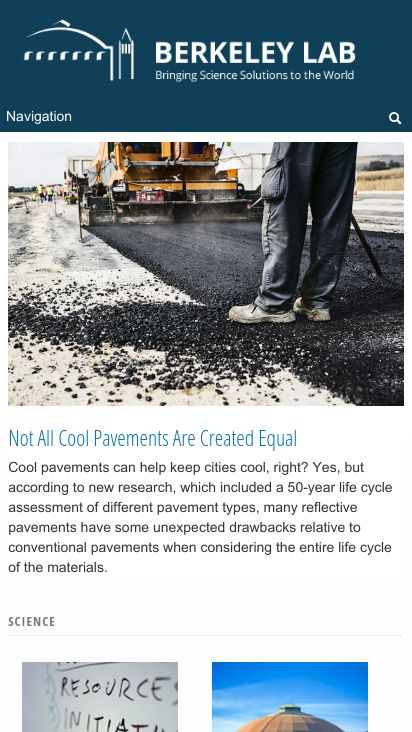 BERKELEY LAB
Bringing Science Solutions to the World
Navigation
Not All Cool Pavements Are Created Equal
Cool pavements can help keep cities cool, right? Yes, but
according to new research, which included a 50-year life cycle
assessment of different pavement types, many reflective
pavements have some unexpected drawbacks relative to
conventional pavements when considering the entire life cycle
of the materials.
SCIENCE
RESOURCES